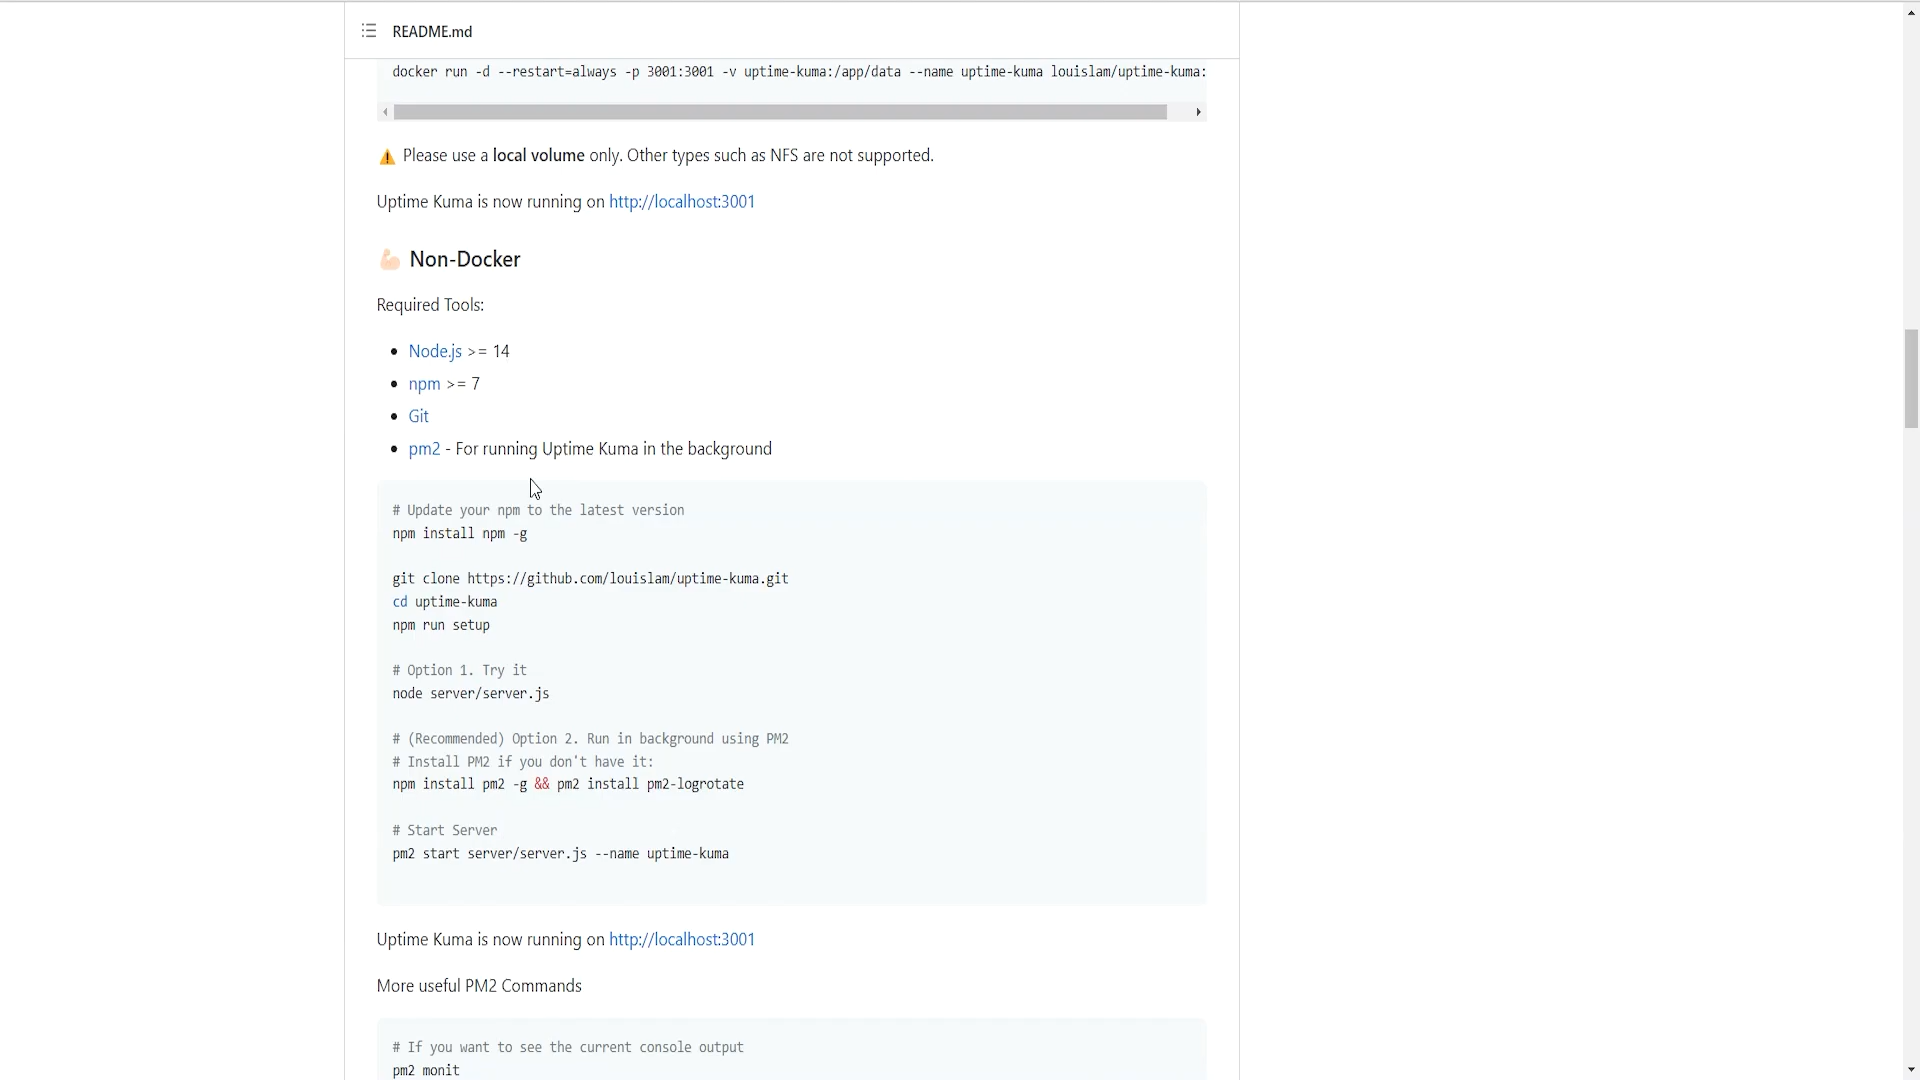 README.md
docker run -d --restart=always -p 3001:3001 -v uptime-kuma:/app/data --name uptime-kuma louislam/uptime-kuma:
⚠️ Please use a local volume only. Other types such as NFS are not supported.
Uptime Kuma is now running on http://localhost:3001
💪🏻 Non-Docker
Required Tools:
• Node.js >= 14
• npm >= 7
• Git
• pm2 - For running Uptime Kuma in the background
# Update your npm to the latest version
npm install npm -g
git clone https://github.com/louislam/uptime-kuma.git
cd uptime-kuma
npm run setup
# Option 1. Try it
node server/server.js
# (Recommended) Option 2. Run in background using PM2
# Install PM2 if you don't have it:
npm install pm2 -g && pm2 install pm2-logrotate
# Start Server
pm2 start server/server.js --name uptime-kuma
Uptime Kuma is now running on http://localhost:3001
More useful PM2 Commands
# If you want to see the current console output
pm2 monit